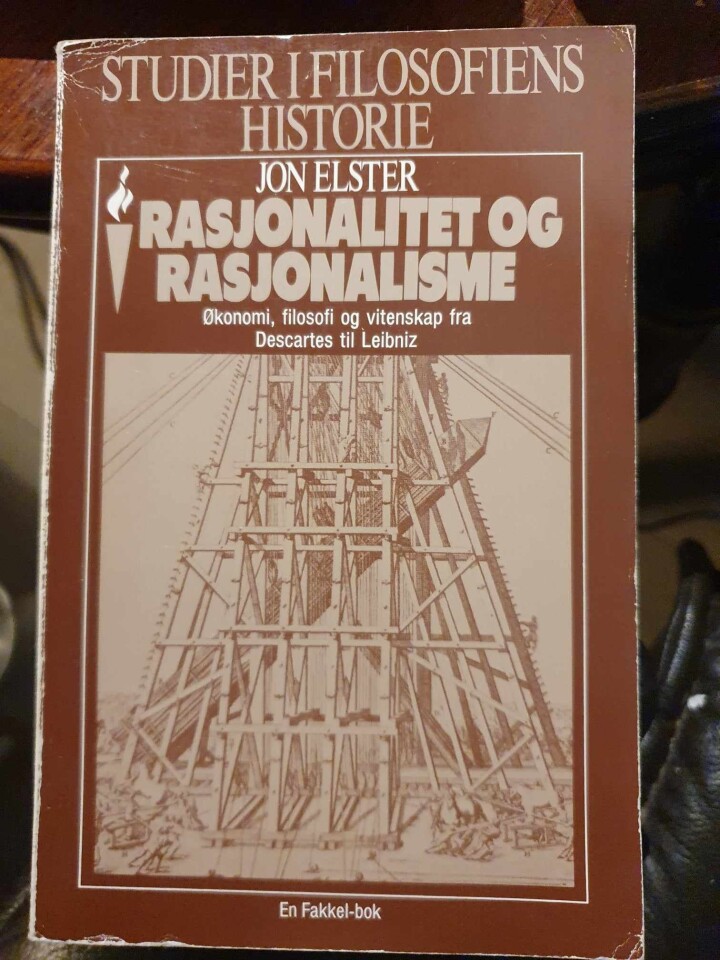 STUDIER I FILOSOFIENS
HISTORIE
JON ELSTER
RASJONALITET OG
RASJONALISME
Økonomi, filosofi og vitenskap fra
Descartes til Leibniz
En Fakkel-bok